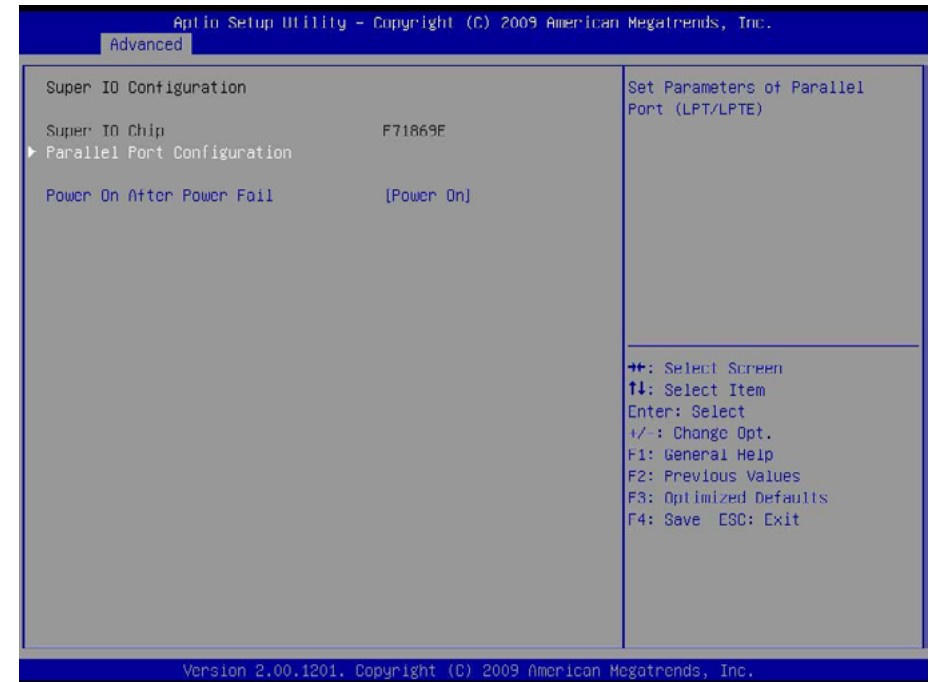 Aptio Setup Utility – Copyright (C) 2009 American Megatrends, Inc.
Advanced
Super IO Configuration
Super IO Chip F71869E
Parallel Port Configuration
Power On After Power Fail [Power On]
Set Parameters of Parallel
Port (LPT/LPTE)
→←: Select Screen
↑↓: Select Item
Enter: Select
+/-: Change Opt.
F1: General Help
F2: Previous Values
F3: Optimized Defaults
F4: Save ESC: Exit
Version 2.00.1201. Copyright (C) 2009 American Megatrends, Inc.